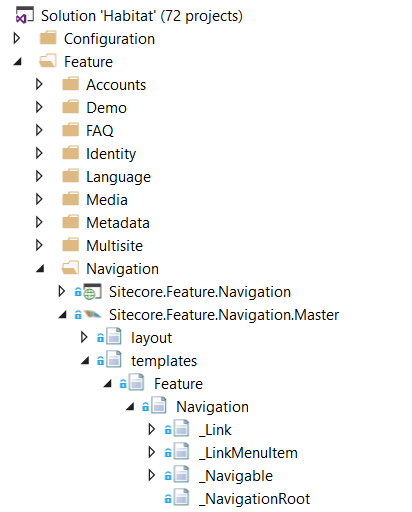 Solution 'Habitat' (72 projects)
Configuration
Feature
Accounts
Demo
FAQ
Identity
Language
Media
Metadata
Multisite
Navigation
Sitecore.Feature.Navigation
Sitecore.Feature.Navigation.Master
layout
templates
Feature
Navigation
_Link
_LinkMenuItem
_Navigable
_NavigationRoot